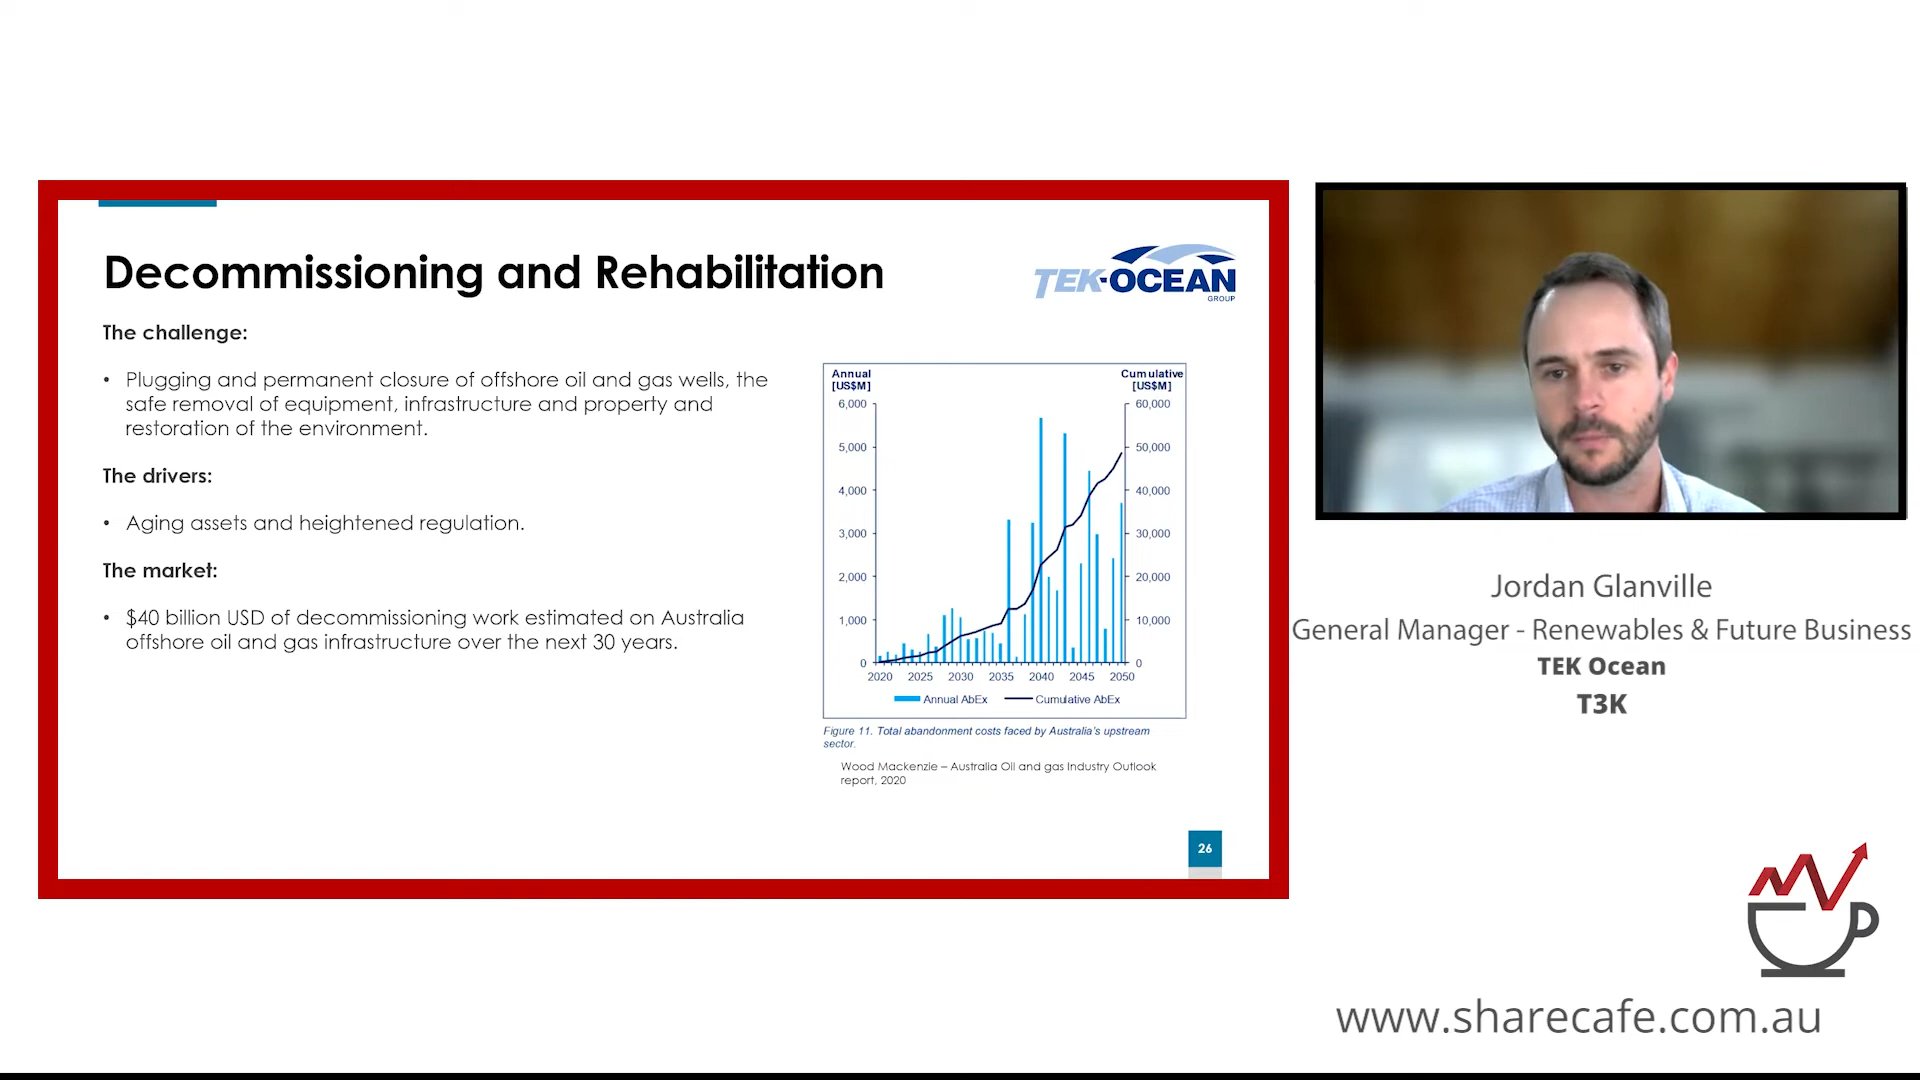 Decommissioning and Rehabilitation
TEK-OCEAN
GROUP
The challenge:
• Plugging and permanent closure of offshore oil and gas wells, the
safe removal of equipment, infrastructure and property and
restoration of the environment.
The drivers:
• Aging assets and heightened regulation.
The market:
• $40 billion USD of decommissioning work estimated on Australia
offshore oil and gas infrastructure over the next 30 years.
Annual
[US$M]
Cumulative
[US$M]
6,000
5,000
4,000
3,000
2,000
1,000
0
60,000
50,000
40,000
30,000
20,000
10,000
0
2020 2025 2030 2035 2040 2045 2050
Annual AbEx Cumulative AbEx
Figure 11. Total abandonment costs faced by Australia's upstream
sector.
Wood Mackenzie – Australia Oil and gas Industry Outlook
report, 2020
26
Jordan Glanville
General Manager - Renewables & Future Business
TEK Ocean
T3K
www.sharecafe.com.au